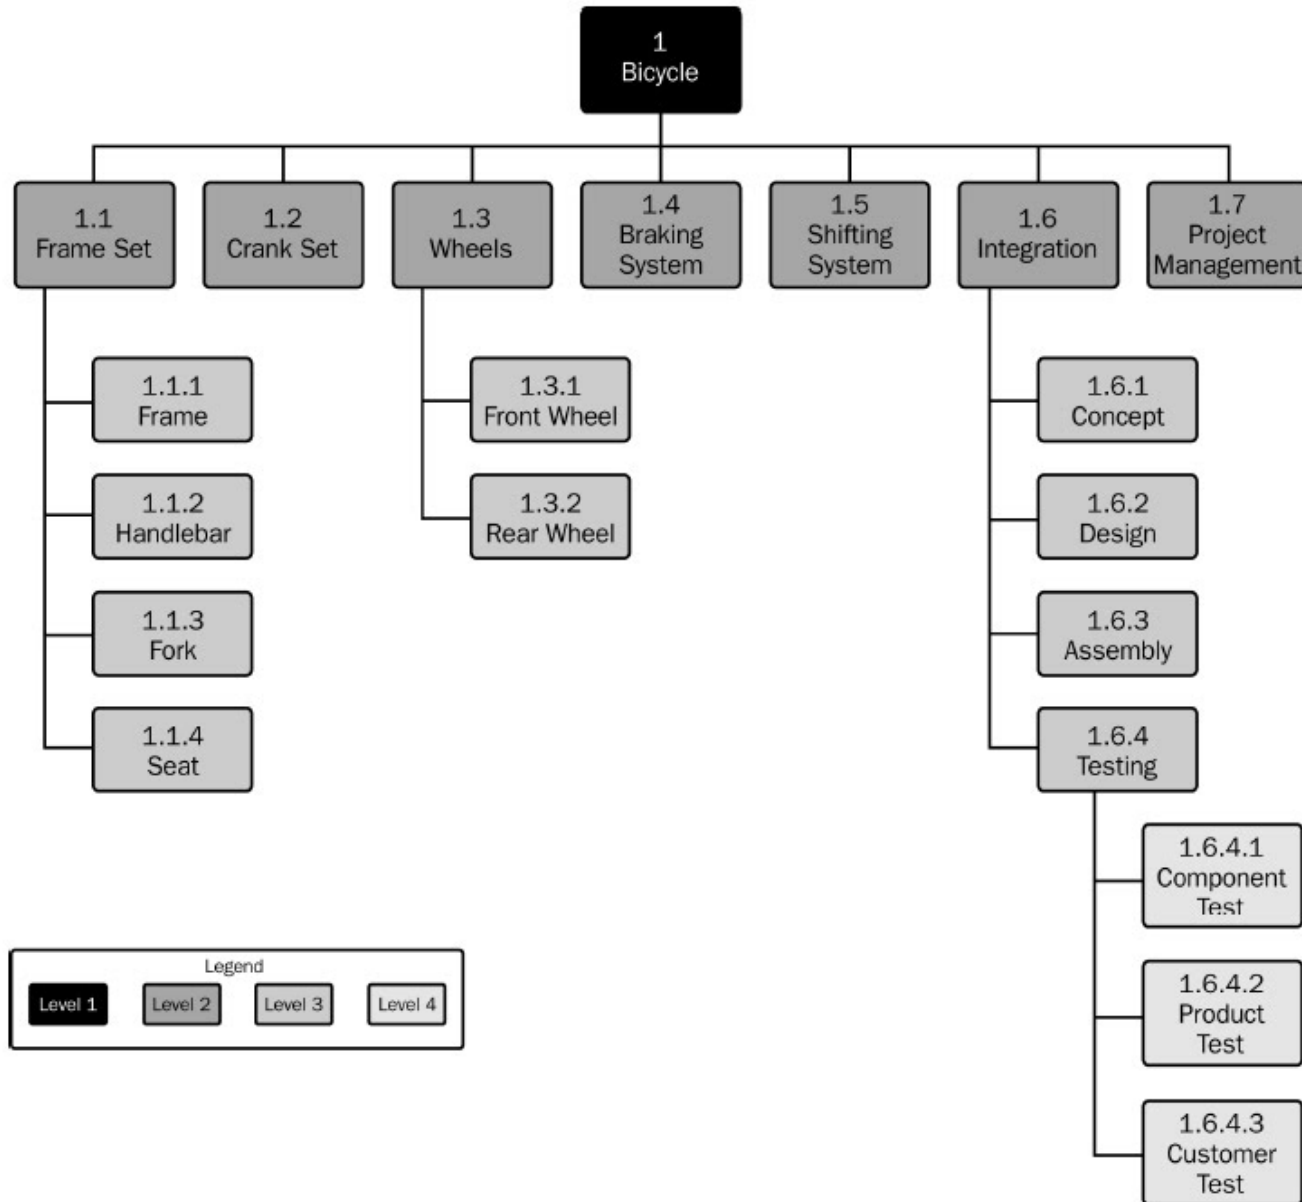 1
Bicycle
1.1
Frame Set
1.2
Crank Set
1.3
Wheels
1.4
Braking
System
1.5
Shifting
System
1.6
Integration
1.7
Project
Management
1.1.1
Frame
1.1.2
Handlebar
1.1.3
Fork
1.1.4
Seat
1.3.1
Front Wheel
1.3.2
Rear Wheel
1.6.1
Concept
1.6.2
Design
1.6.3
Assembly
1.6.4
Testing
1.6.4.1
Component
Test
1.6.4.2
Product
Test
1.6.4.3
Customer
Test
Legend
Level 1
Level 2
Level 3
Level 4